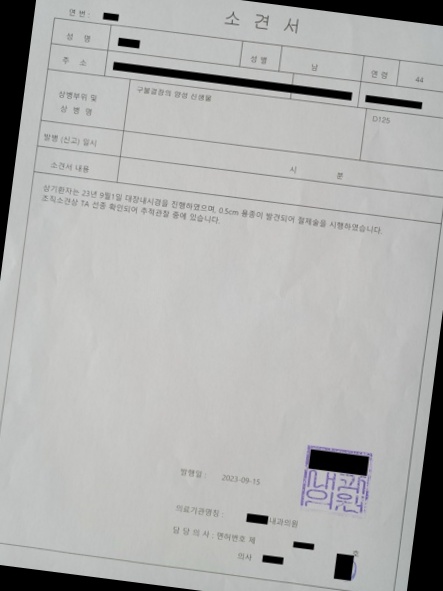 연번 :
소 견 서
성 명
성 별 남 연 령 44
주 소
상병부위 및
상 병 명
구불결장의 양성 신생물 D125
발병 (신고) 일시 시 분
소견서 내용
상기환자는 23년 9월1일 대장내시경을 진행하였으며, 0.5cm 용종이 발견되어 절제술을 시행하였습니다.
조직소견상 TA 선종 확인되어 추적관찰 중에 있습니다.
발행일 : 2023-09-15
의료기관명칭 : 내과의원
담 당 의 사 : 면허번호 제 호
의사
내과
의원